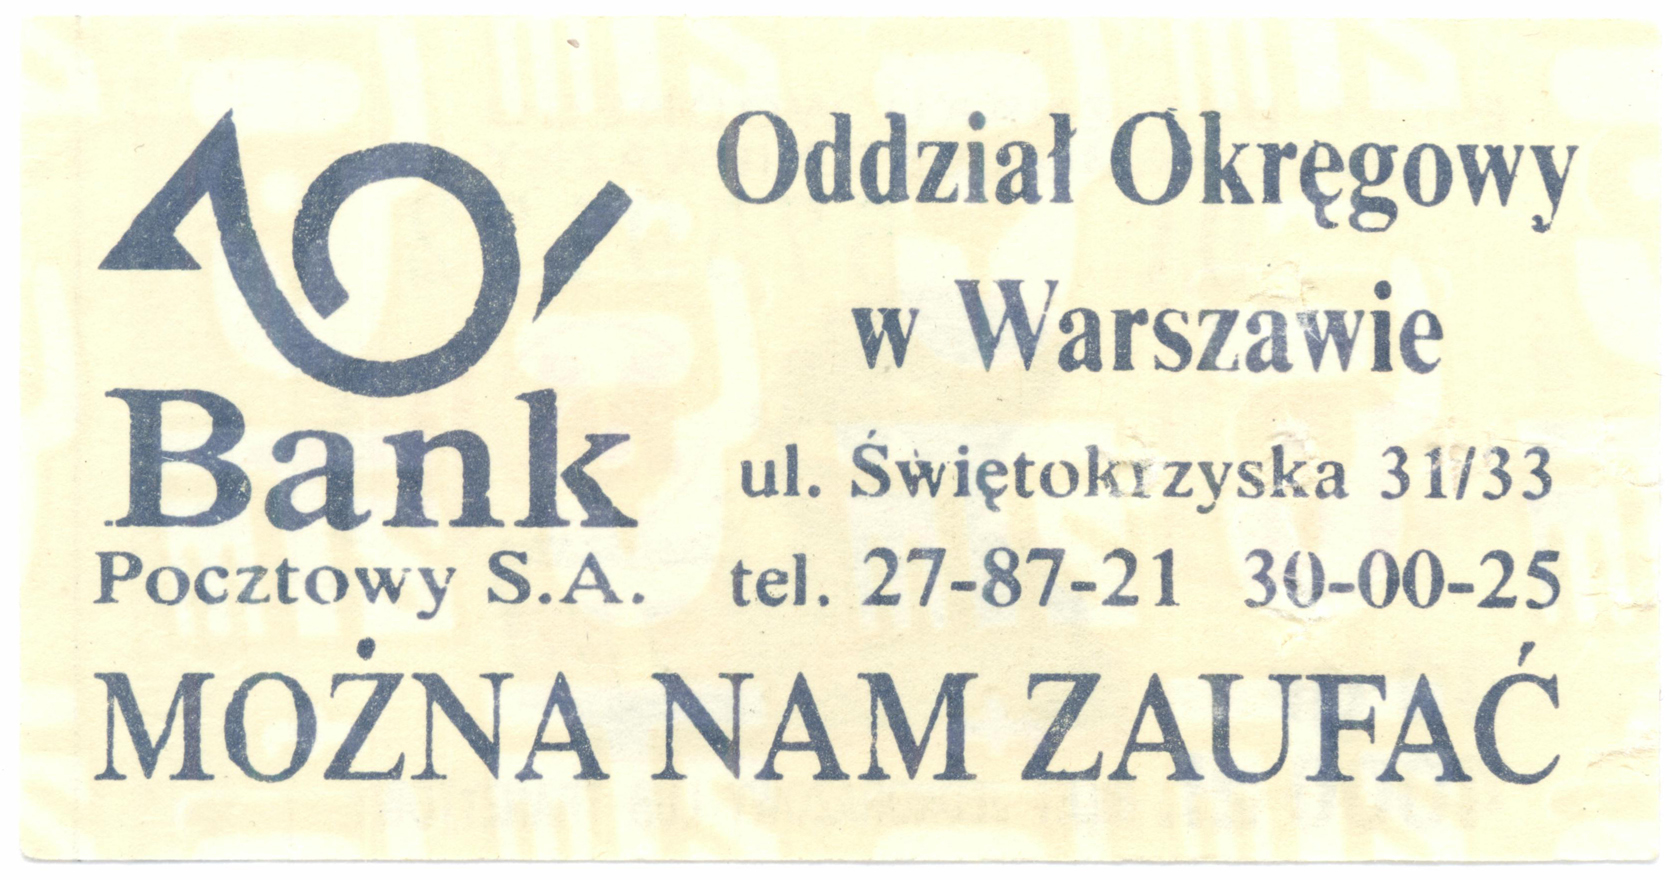 Bank
Pocztowy S.A.
Oddział Okręgowy
w Warszawie
ul. Świętokrzyska 31/33
tel. 27-87-21 30-00-25
MOŻNA NAM ZAUFAĆ